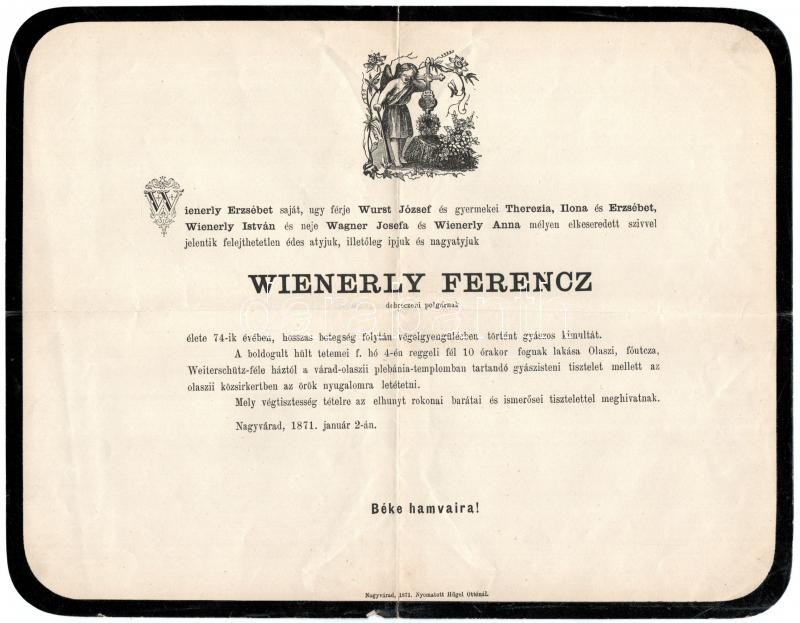 Wienerly Erzsébet saját, ugy férje Wurst József és gyermekei Therezia, Ilona és Erzsébet,
Wienerly István és neje Wagner Josefa és Wienerly Anna mélyen elkeseredett szivvel
jelentik felejthetetlen édes atyjuk, illetőleg ipjuk és nagyatyjuk
WIENERLY FERENCZ
debreczeni polgárnak
élete 74-ik évében, hosszas betegség folytán végelgyengülésben történt gyászos kimultát.
A boldogult hült tetemei f. hó 4-én reggeli fél 10 órakor fognak lakása Olaszi, főutcza,
Weiterschütz-féle háztól a várad-olaszii plebánia-templomban tartandó gyászisteni tisztelet mellett az
olaszii közsirkertben az örök nyugalomra letétetni.
Mely végtisztesség tételre az elhunyt rokonai barátai és ismerősei tisztelettel meghivatnak.
Nagyvárad, 1871. január 2-án.
Béke hamvaira!
Nagyvárad, 1871. Nyomatott Hügel Ottónál.